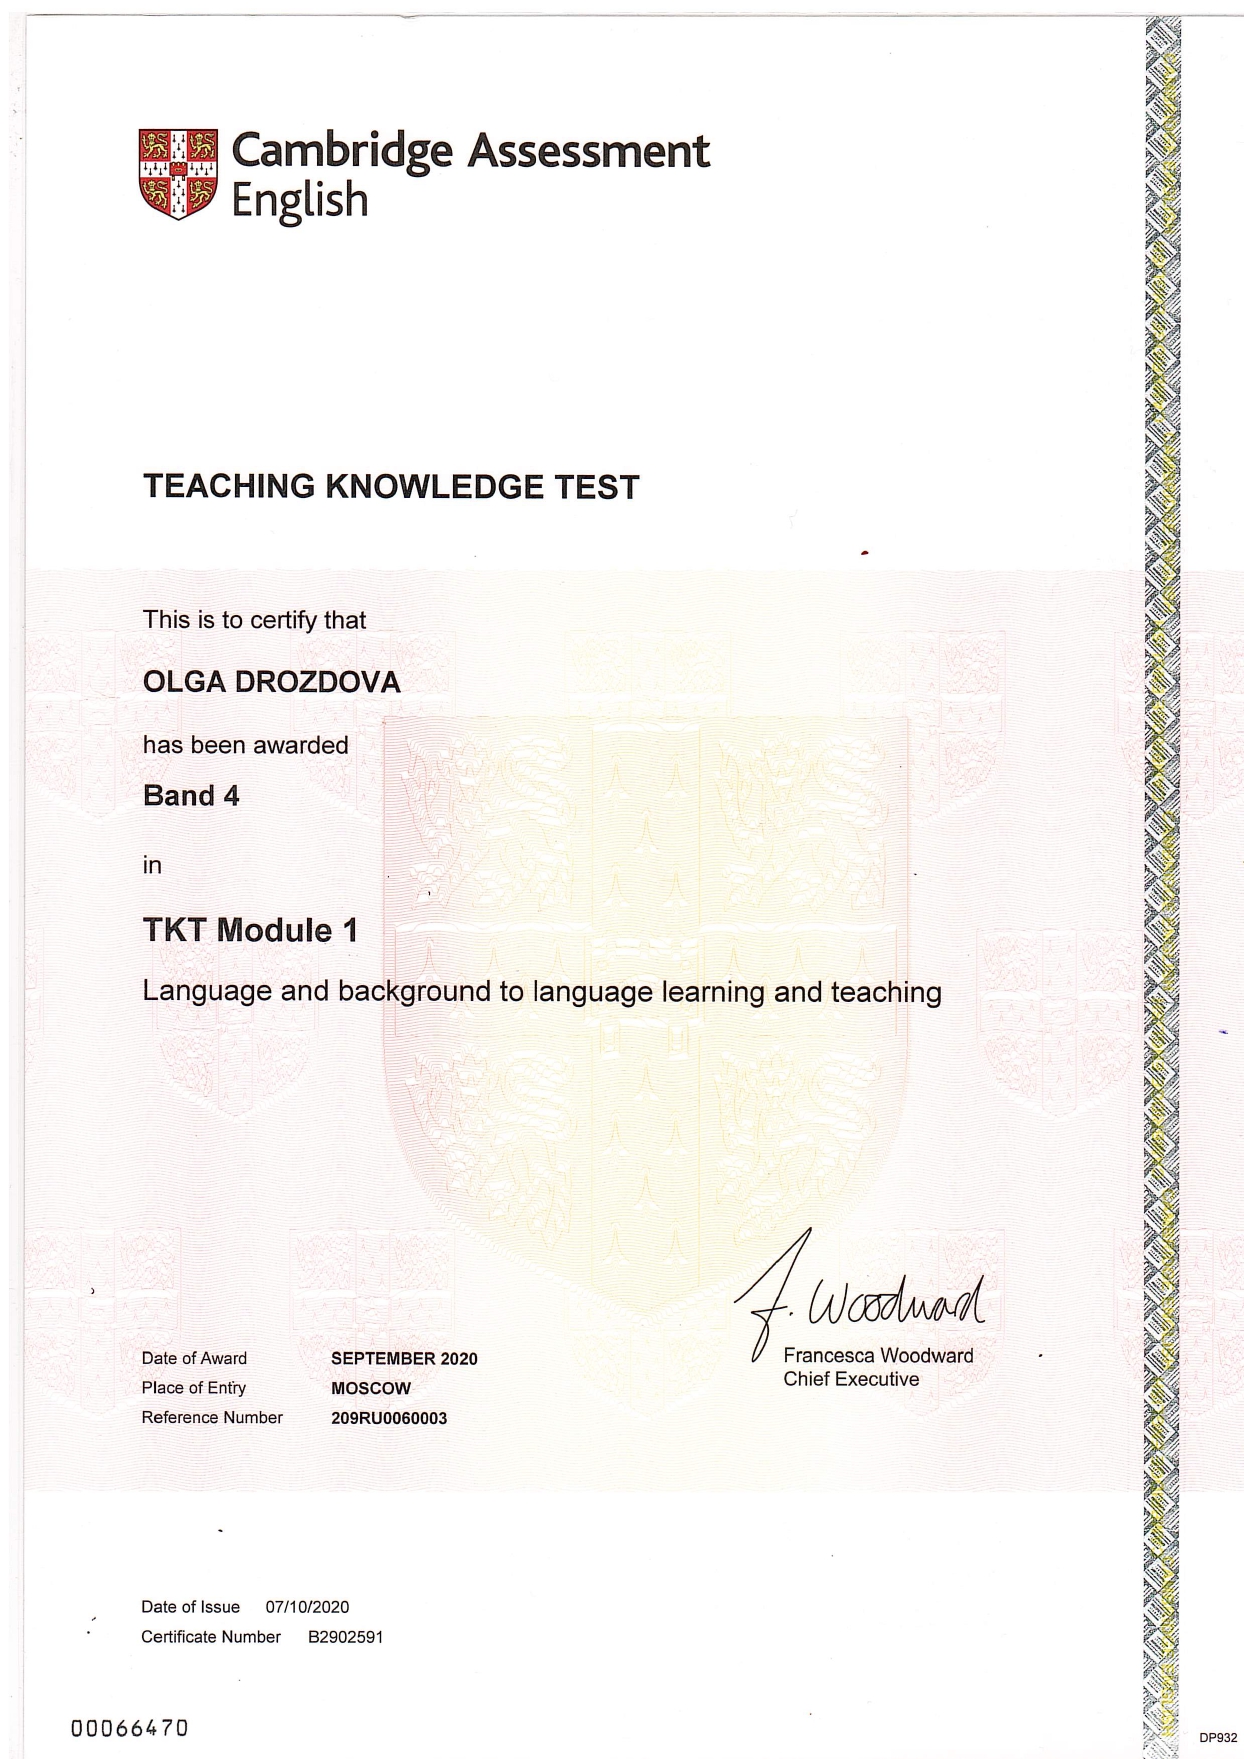 Cambridge Assessment
English
TEACHING KNOWLEDGE TEST
This is to certify that
OLGA DROZDOVA
has been awarded
Band 4
in
TKT Module 1
Language and background to language learning and teaching
F. Woodward
Francesca Woodward
Chief Executive
Date of Award SEPTEMBER 2020
Place of Entry MOSCOW
Reference Number 209RU0060003
Date of Issue 07/10/2020
Certificate Number B2902591
00066470
DP932